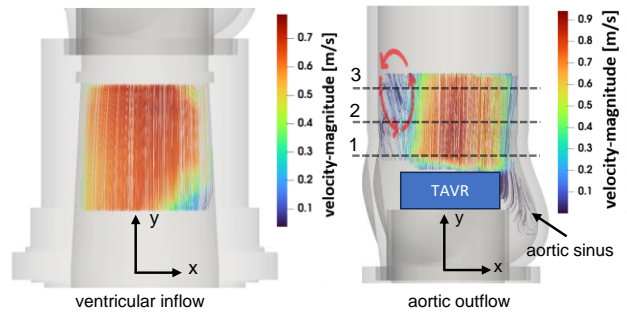 0.7
0.6
0.5
0.4
0.3
0.2
0.1
velocity-magnitude [m/s]
y
x
ventricular inflow
3
2
1
TAVR
y
x
aortic sinus
aortic outflow
0.9
0.8
0.7
0.6
0.5
0.4
0.3
0.2
0.1
velocity-magnitude [m/s]